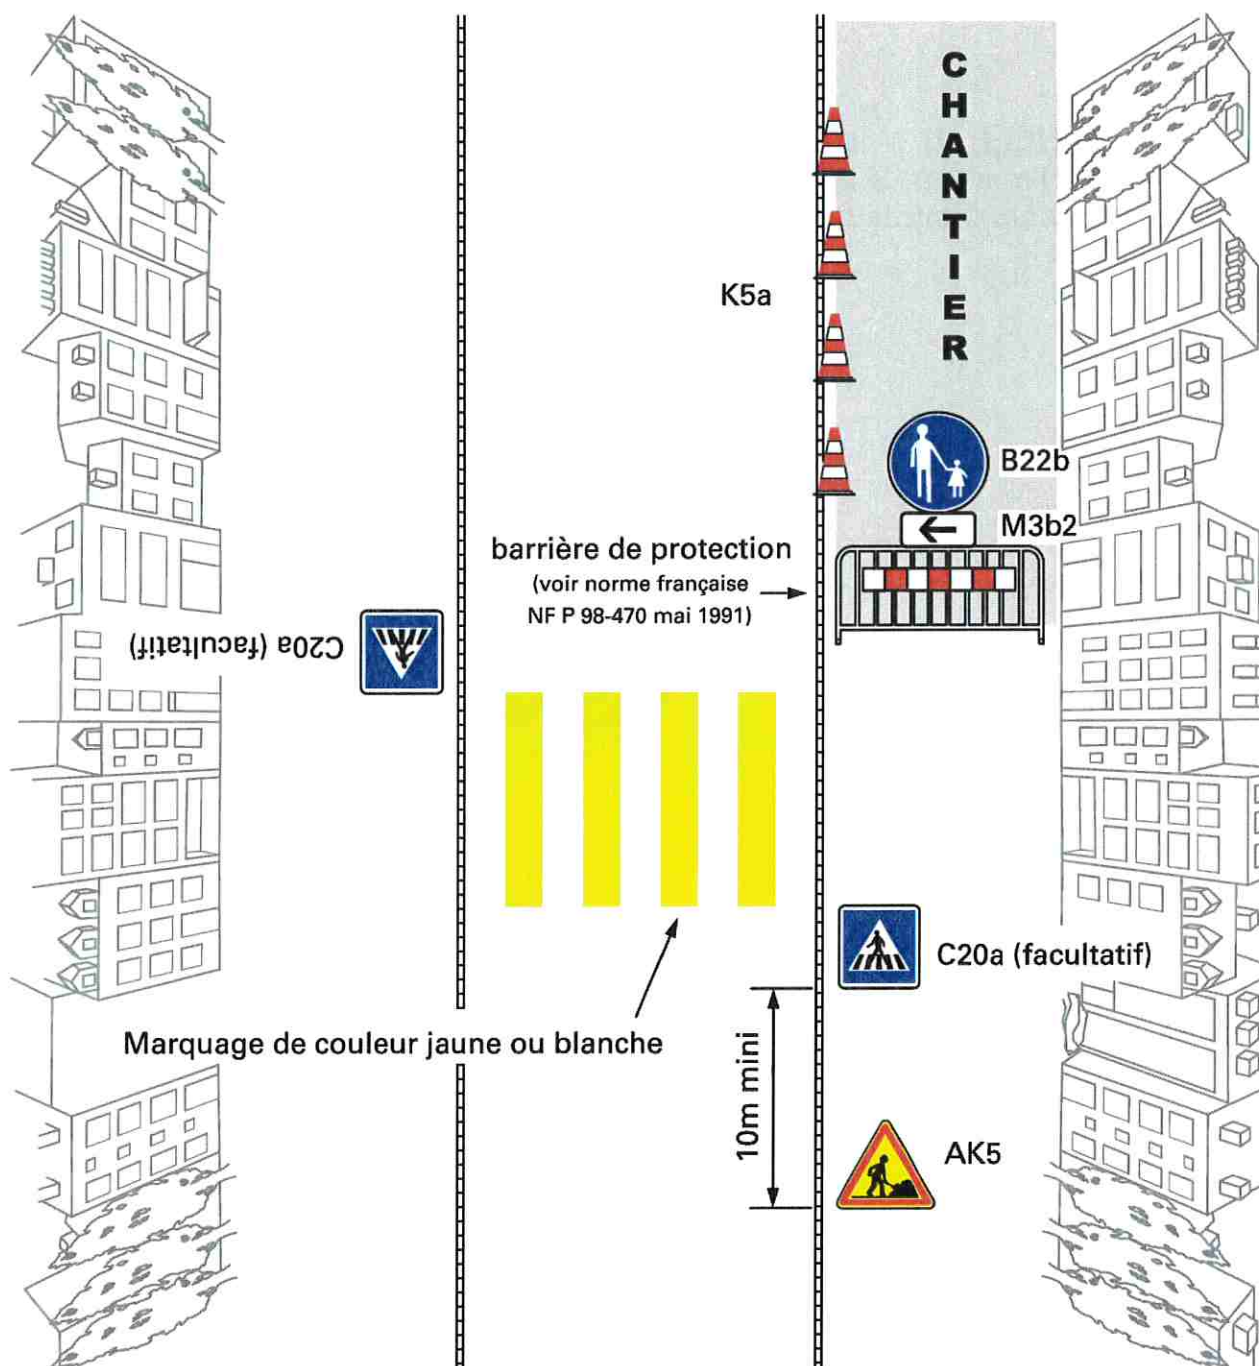 CHANTIER
K5a
B22b
M3b2
barrière de protection
(voir norme française
NF P 98-470 mai 1991)
C20a (facultatif)
C20a (facultatif)
Marquage de couleur jaune ou blanche
10m mini
AK5